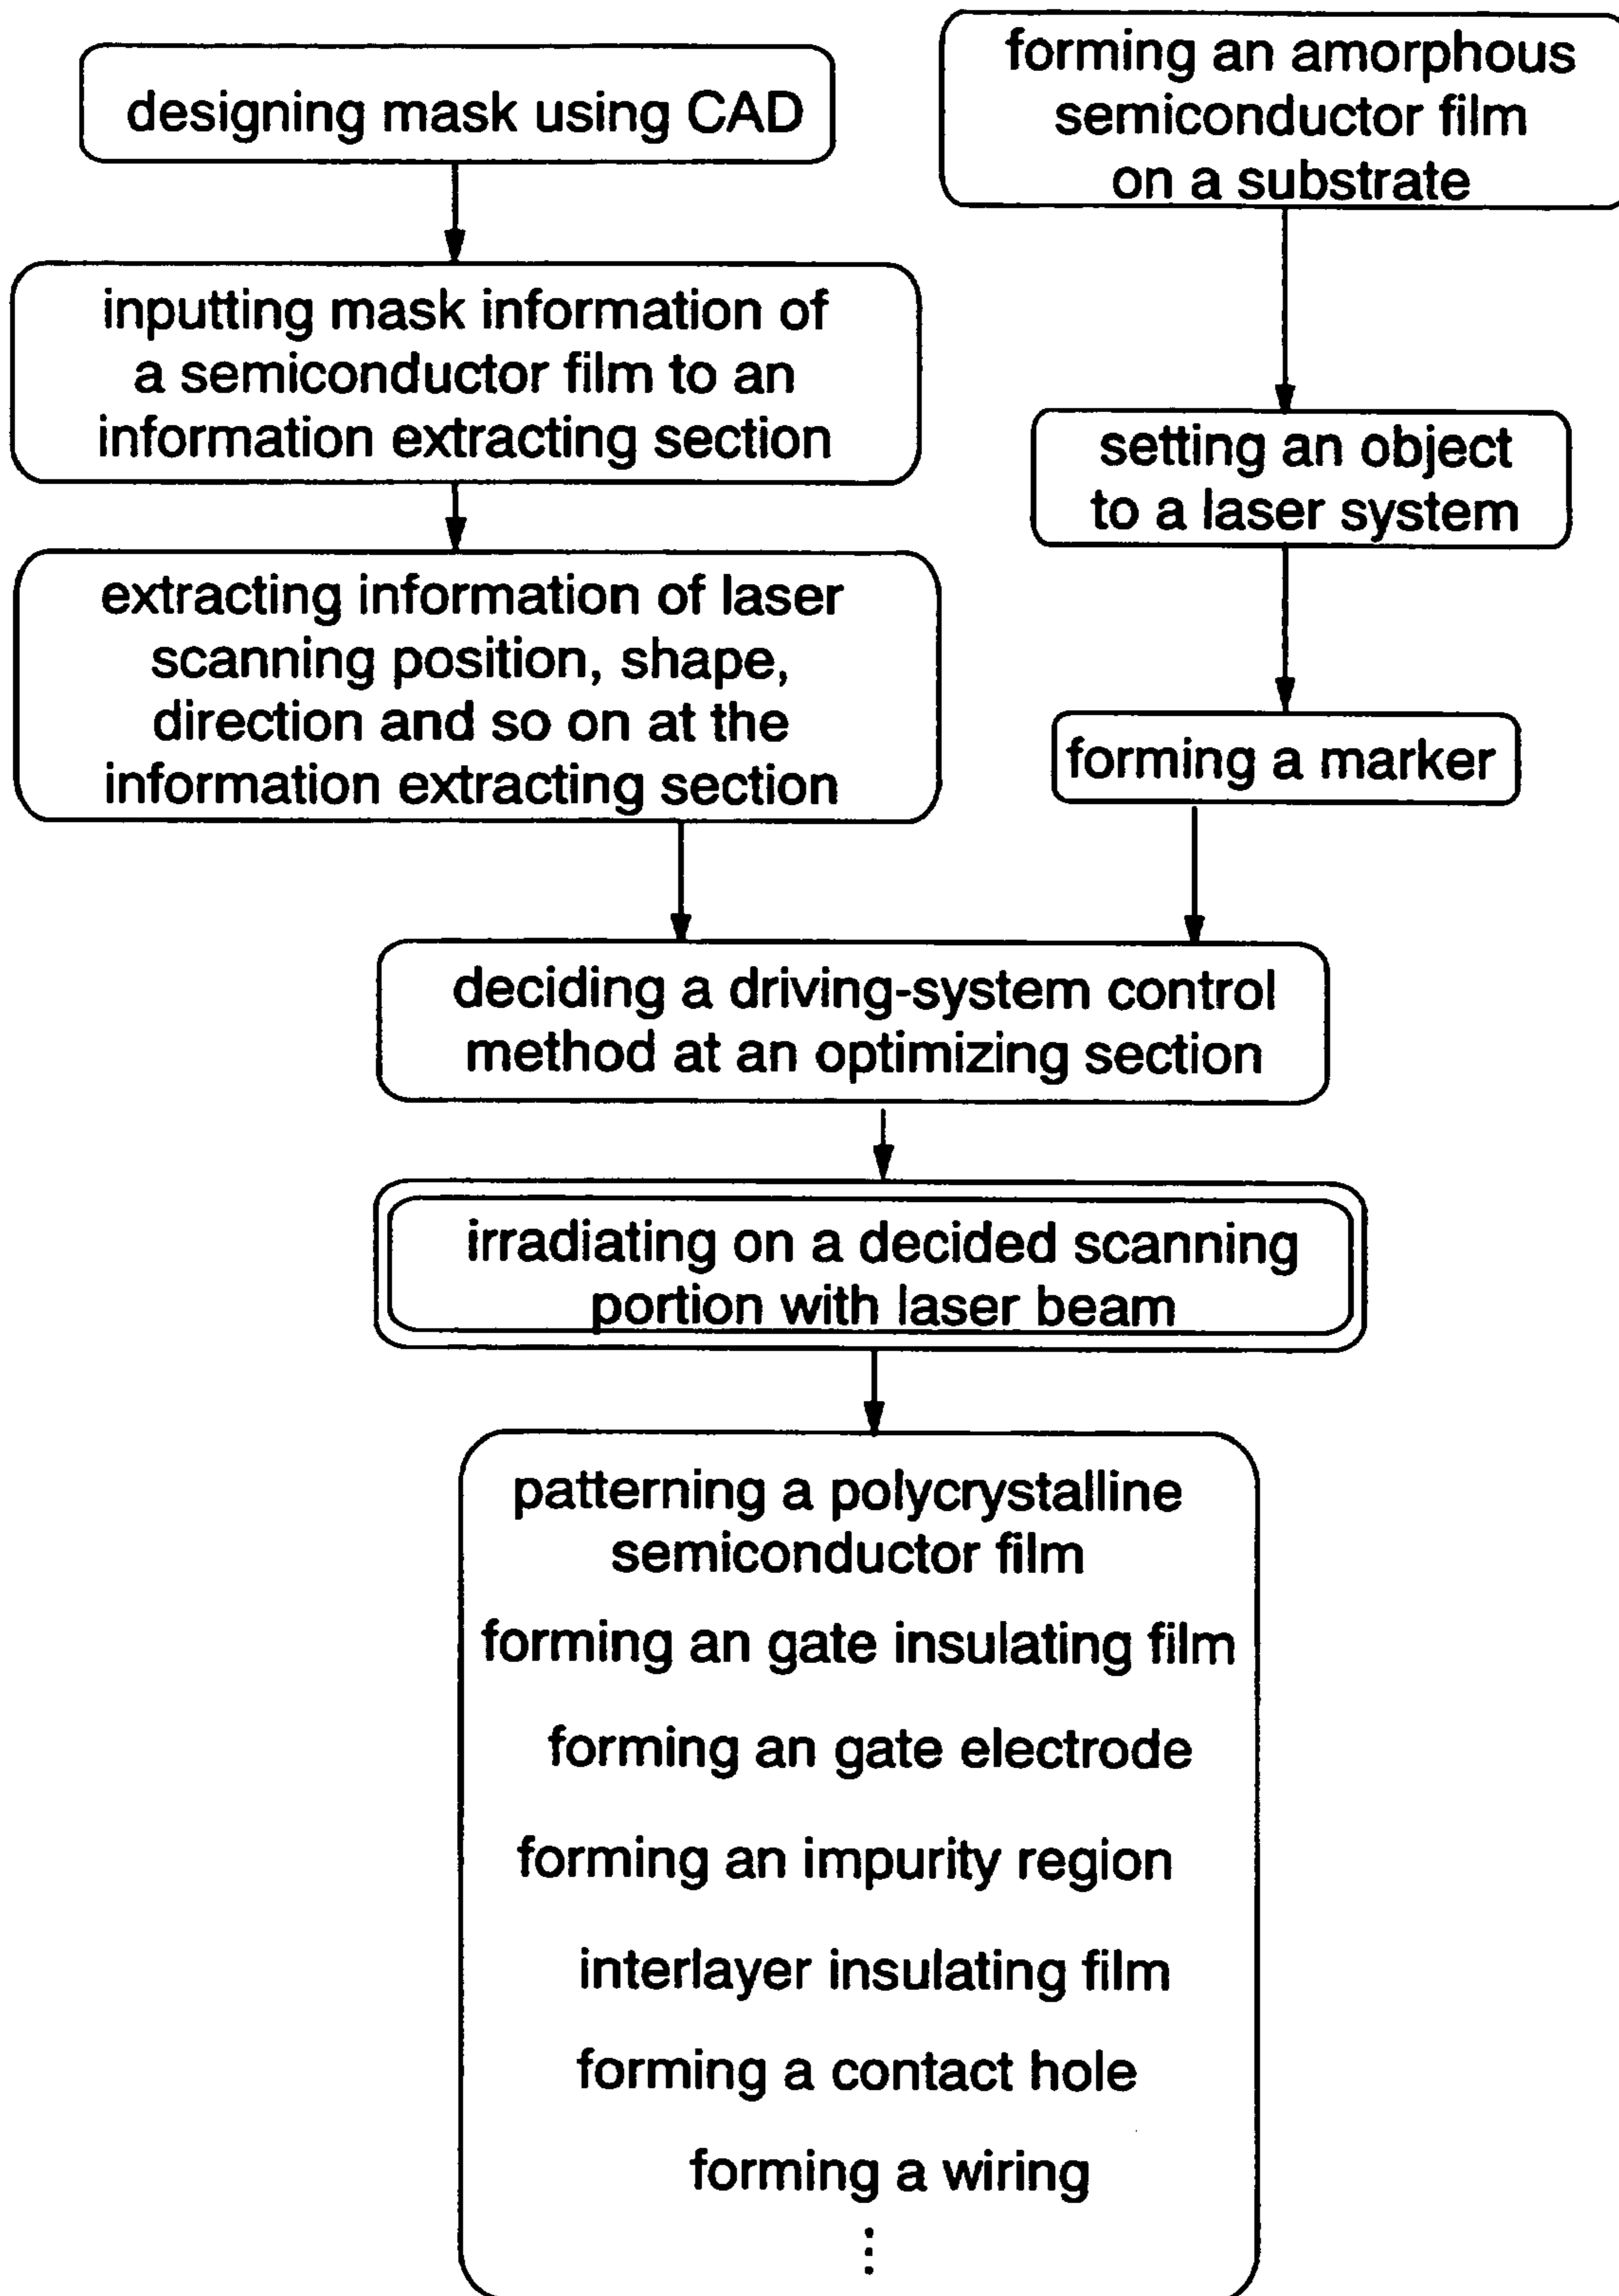 designing mask using CAD
inputting mask information of
a semiconductor film to an
information extracting section
extracting information of laser
scanning position, shape,
direction and so on at the
information extracting section
forming an amorphous
semiconductor film
on a substrate
setting an object
to a laser system
forming a marker
deciding a driving-system control
method at an optimizing section
irradiating on a decided scanning
portion with laser beam
patterning a polycrystalline
semiconductor film
forming an gate insulating film
forming an gate electrode
forming an impurity region
interlayer insulating film
forming a contact hole
forming a wiring
⋮